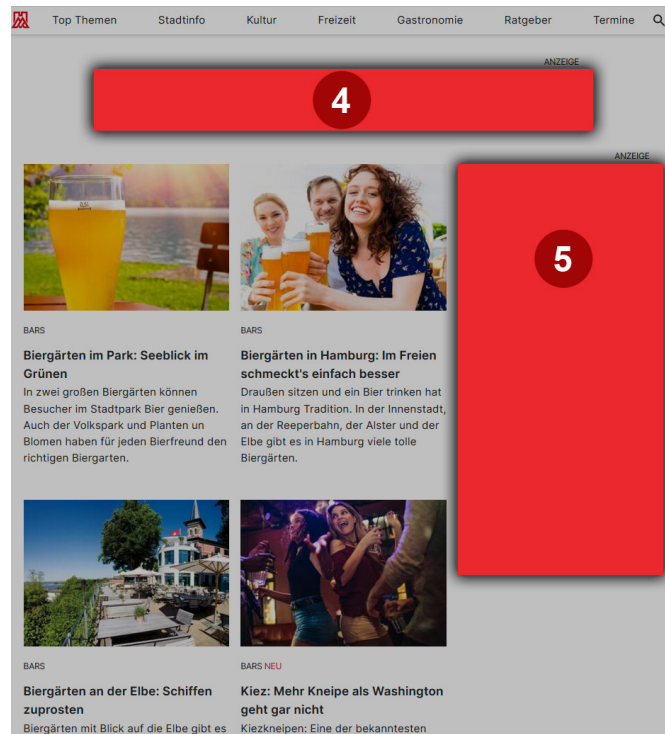 Top Themen Stadtinfo Kultur Freizeit Gastronomie Ratgeber Termine
ANZEIGE
4
ANZEIGE
5
BARS
Biergärten im Park: Seeblick im
Grünen
In zwei großen Biergärten können
Besucher im Stadtpark Bier genießen.
Auch der Volkspark und Planten un
Blomen haben für jeden Bierfreund den
richtigen Biergarten.
BARS
Biergärten in Hamburg: Im Freien
schmeckt's einfach besser
Draußen sitzen und ein Bier trinken hat
in Hamburg Tradition. In der Innenstadt,
an der Reeperbahn, der Alster und der
Elbe gibt es in Hamburg viele tolle
Biergärten.
BARS
Biergärten an der Elbe: Schiffen
zuprosten
Biergärten mit Blick auf die Elbe gibt es
BARS NEU
Kiez: Mehr Kneipe als Washington
geht gar nicht
Kiezkneipen: Eine der bekanntesten